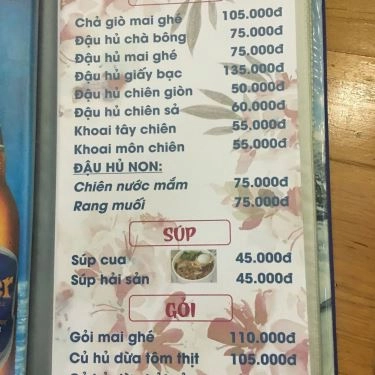 Chả giò mai ghé 105.000đ
Đậu hủ chà bông 75.000đ
Đậu hủ mai ghé 75.000đ
Đậu hủ giấy bạc 135.000đ
Đậu hủ chiên giòn 50.000đ
Đậu hủ chiên sả 60.000đ
Khoai tây chiên 55.000đ
Khoai môn chiên 55.000đ
ĐẬU HỦ NON:
Chiên nước mắm 75.000đ
Rang muối 75.000đ
SÚP
Súp cua 45.000đ
Súp hải sản 45.000đ
GỎI
Gỏi mai ghé 110.000đ
Củ hủ dừa tôm thịt 105.000đ